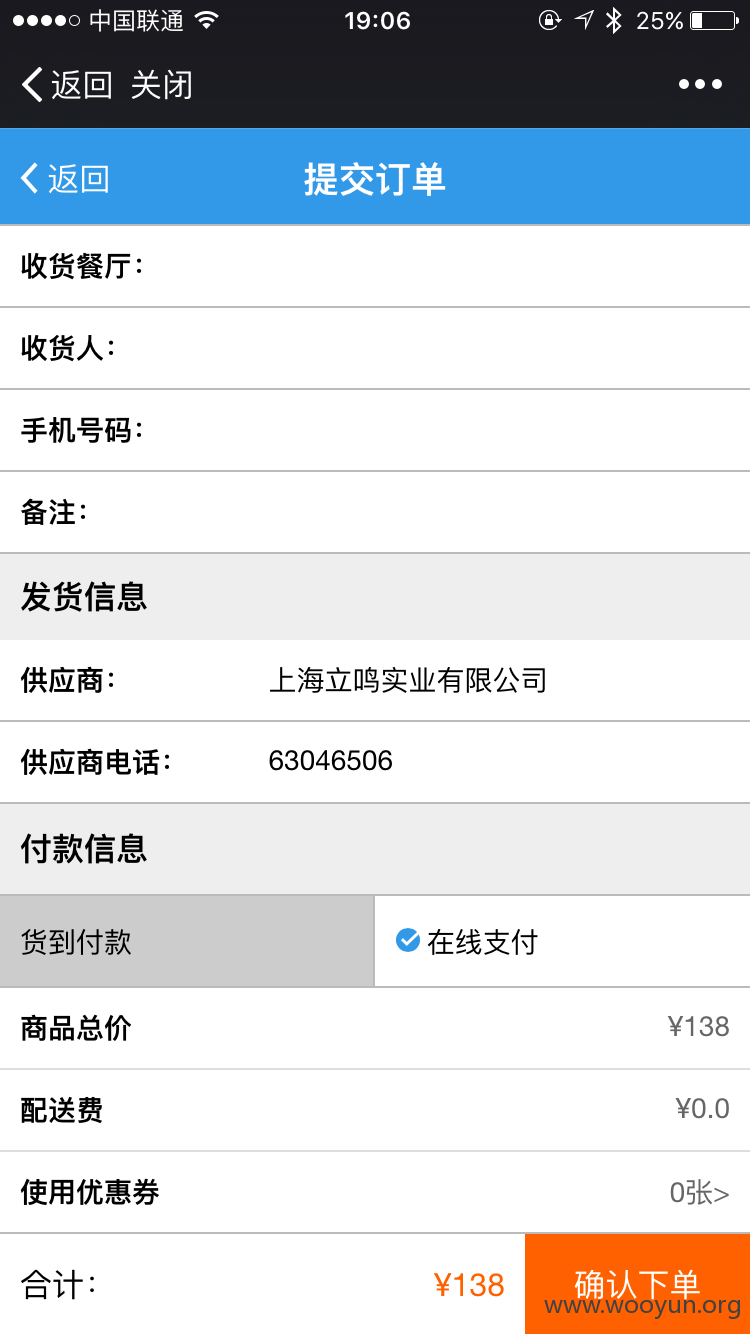 中国联通 19:06 25%
返回 关闭
返回 提交订单
收货餐厅：
收货人：
手机号码：
备注：
发货信息
供应商： 上海立鸣实业有限公司
供应商电话： 63046506
付款信息
货到付款 在线支付
商品总价 ¥138
配送费 ¥0.0
使用优惠券 0张>
合计： ¥138 确认下单
www.wooyun.org